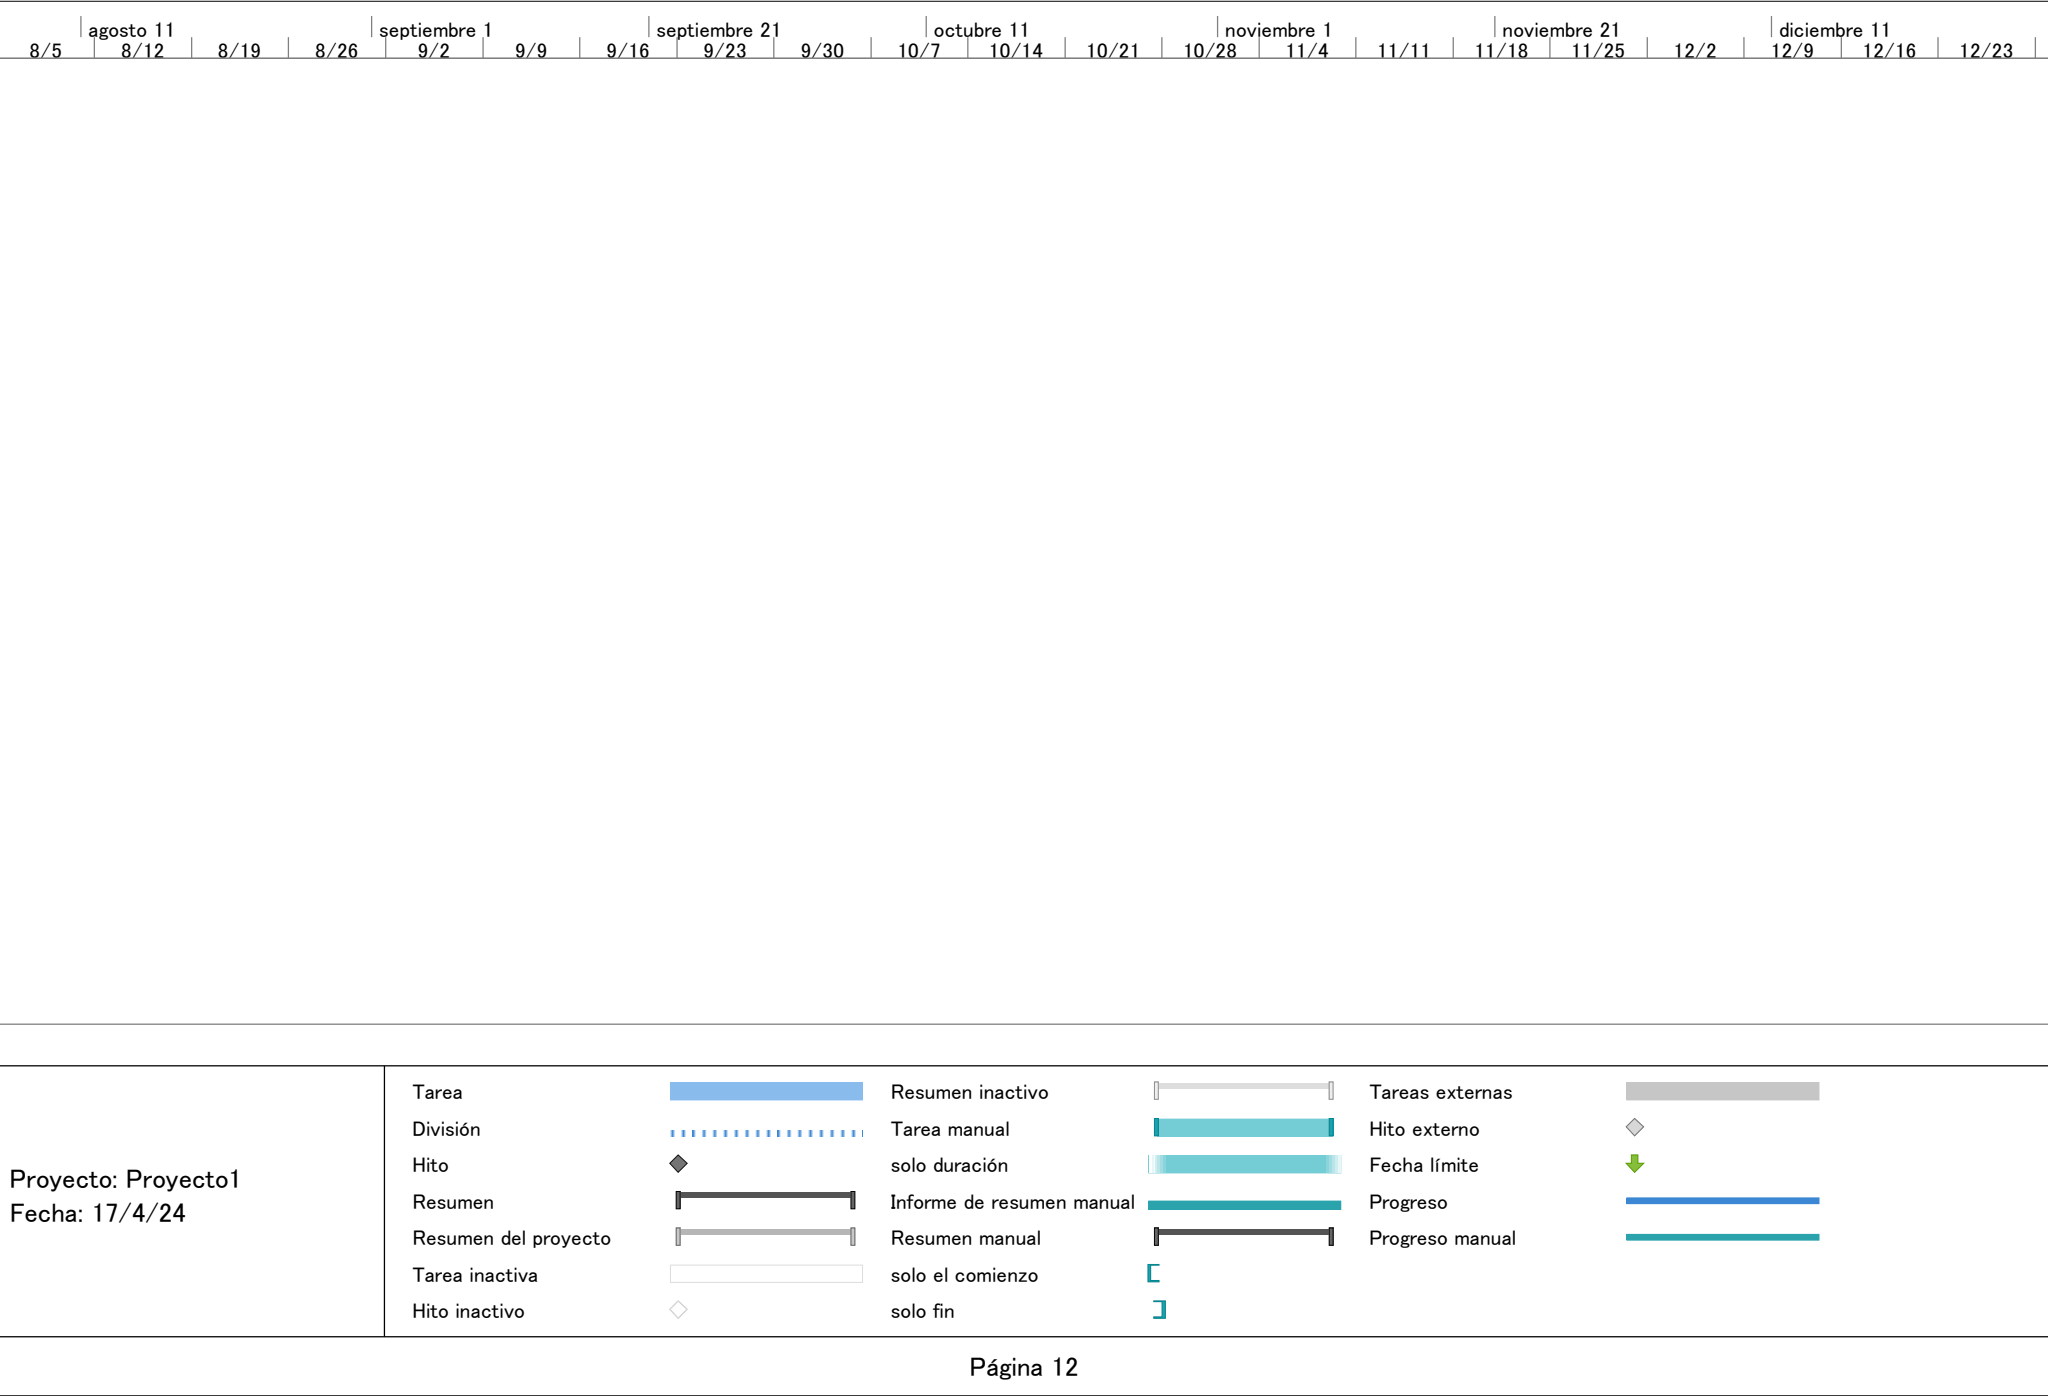 agosto 11 septiembre 1 septiembre 21 octubre 11 noviembre 1 noviembre 21 diciembre 11
8/5 8/12 8/19 8/26 9/2 9/9 9/16 9/23 9/30 10/7 10/14 10/21 10/28 11/4 11/11 11/18 11/25 12/2 12/9 12/16 12/23
Proyecto: Proyecto1
Fecha: 17/4/24
Tarea
División
Hito
Resumen
Resumen del proyecto
Tarea inactiva
Hito inactivo
Resumen inactivo
Tarea manual
solo duración
Informe de resumen manual
Resumen manual
solo el comienzo
solo fin
Tareas externas
Hito externo
Fecha límite
Progreso
Progreso manual
Página 12